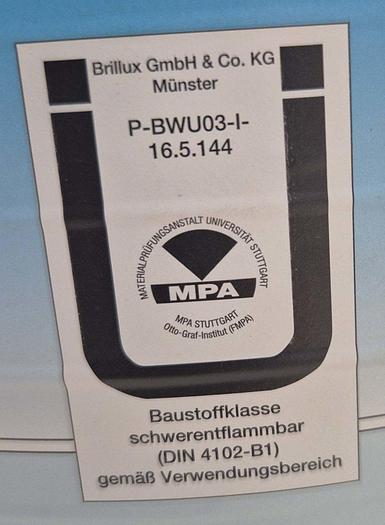 Brillux GmbH & Co. KG
Münster
P-BWU03-I-
16.5.144
MATERIALPRÜFUNGSANSTALT UNIVERSITÄT STUTTGART
MPA
MPA STUTTGART
Otto-Graf-Institut (FMPA)
Baustoffklasse
schwerentflammbar
(DIN 4102-B1)
gemäß Verwendungsbereich